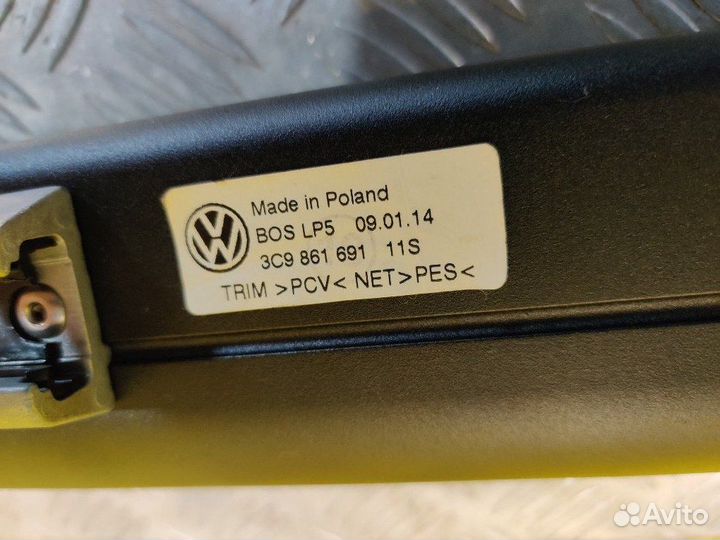 Made in Poland
BOS LP5 09.01.14
3C9 861 691 11S
TRIM >PCV< NET>PES<
Avito